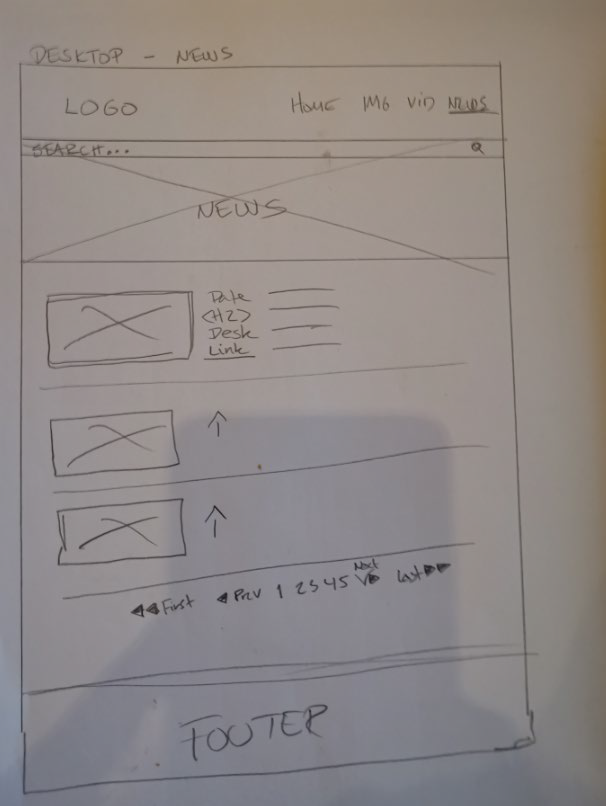 DESKTOP - NEWS
LOGO HOME IMG VID NEWS
SEARCH...
NEWS
Date
<H2>
Desk
Link
First Prev 1 2 3 4 5 Next Last
FOOTER